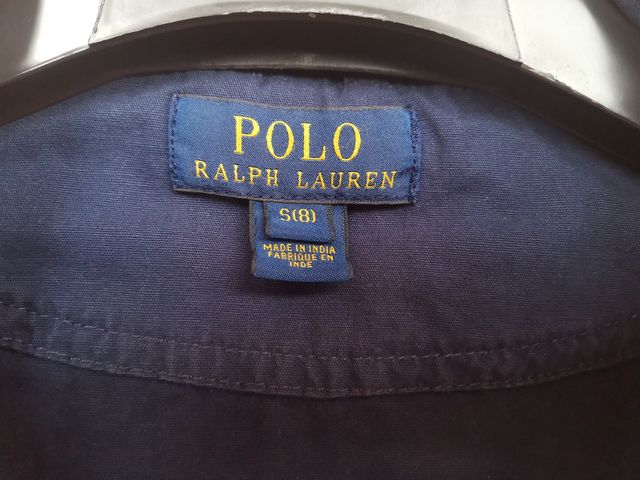 POLO
RALPH LAUREN
S(8)
MADE IN INDIA
FABRIQUE EN
INDE